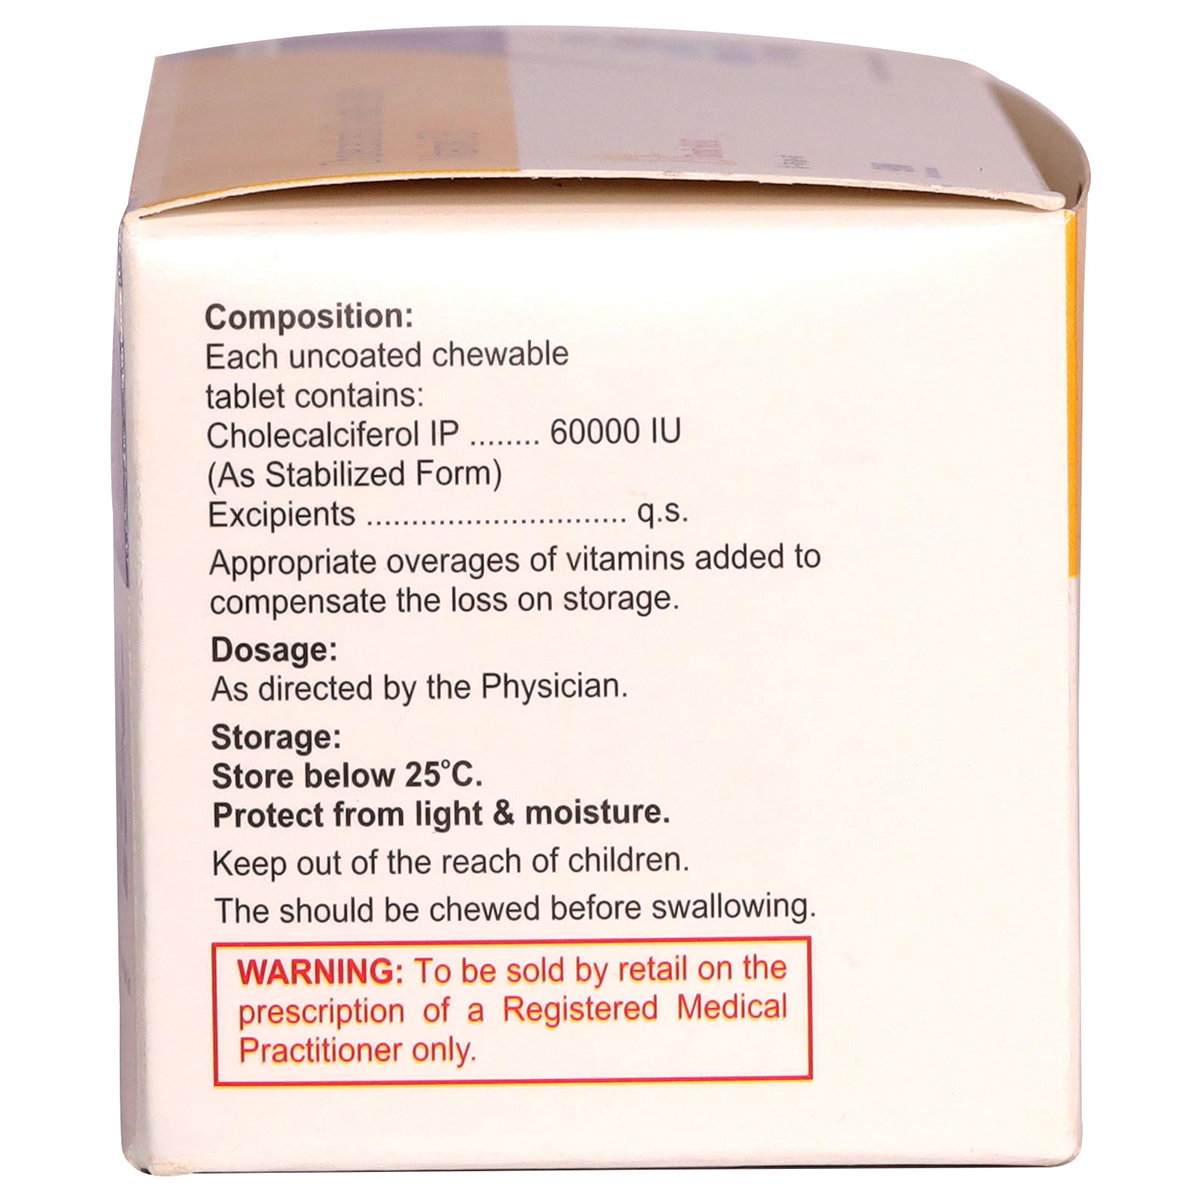 Composition:
Each uncoated chewable
tablet contains:
Cholecalciferol IP ........ 60000 IU
(As Stabilized Form)
Excipients ............................. q.s.
Appropriate overages of vitamins added to
compensate the loss on storage.
Dosage:
As directed by the Physician.
Storage:
Store below 25°C.
Protect from light & moisture.
Keep out of the reach of children.
The should be chewed before swallowing.
WARNING: To be sold by retail on the
prescription of a Registered Medical
Practitioner only.